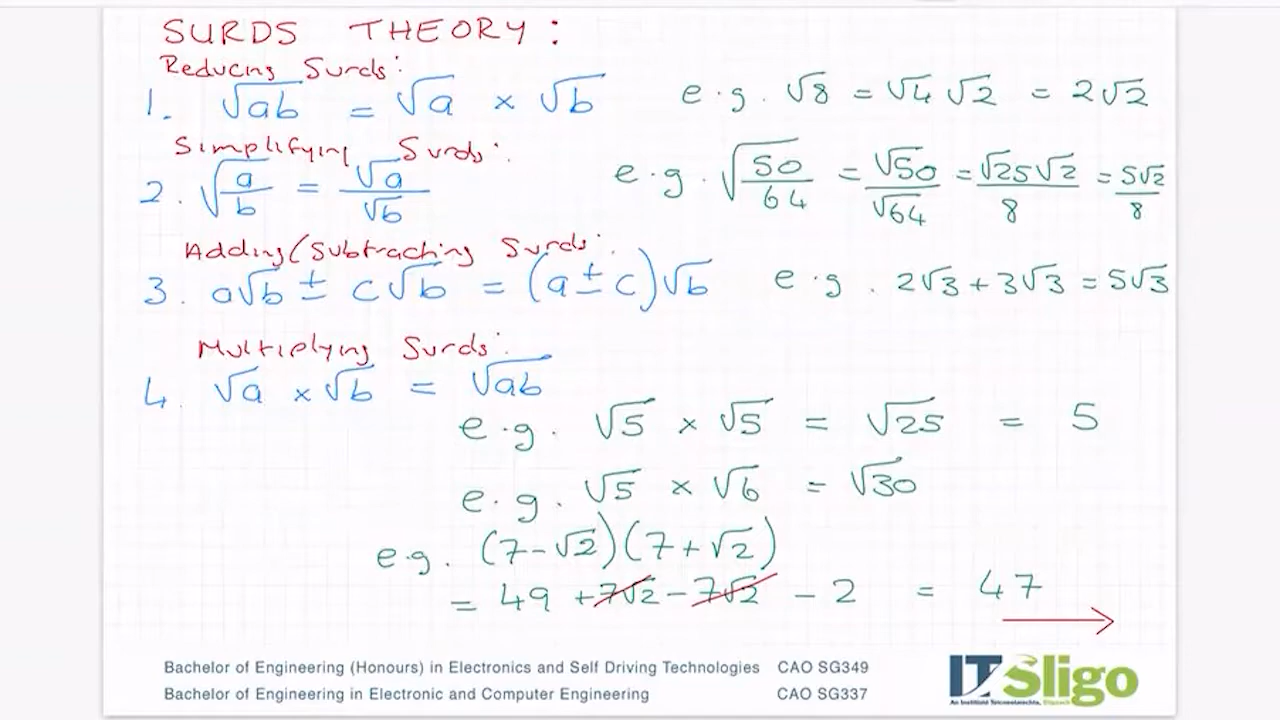 SURDS THEORY:
Reducing Surds:
1. √ab = √a × √b e.g. √8 = √4 √2 = 2√2
Simplifying Surds:
2. √(a/b) = √a/√b e.g. √(50/64) = √50/√64 = √25√2/8 = 5√2/8
Adding/Subtracting Surds:
3. a√b ± c√b = (a ± c)√b e.g. 2√3 + 3√3 = 5√3
Multiplying Surds:
4. √a × √b = √ab
e.g. √5 × √5 = √25 = 5
e.g. √5 × √6 = √30
e.g. (7-√2)(7+√2)
= 49 +7√2 - 7√2 - 2 = 47
Bachelor of Engineering (Honours) in Electronics and Self Driving Technologies CAO SG349
Bachelor of Engineering in Electronic and Computer Engineering CAO SG337
IT Sligo
An Institiúid Teicneolaíochta, Sligeach